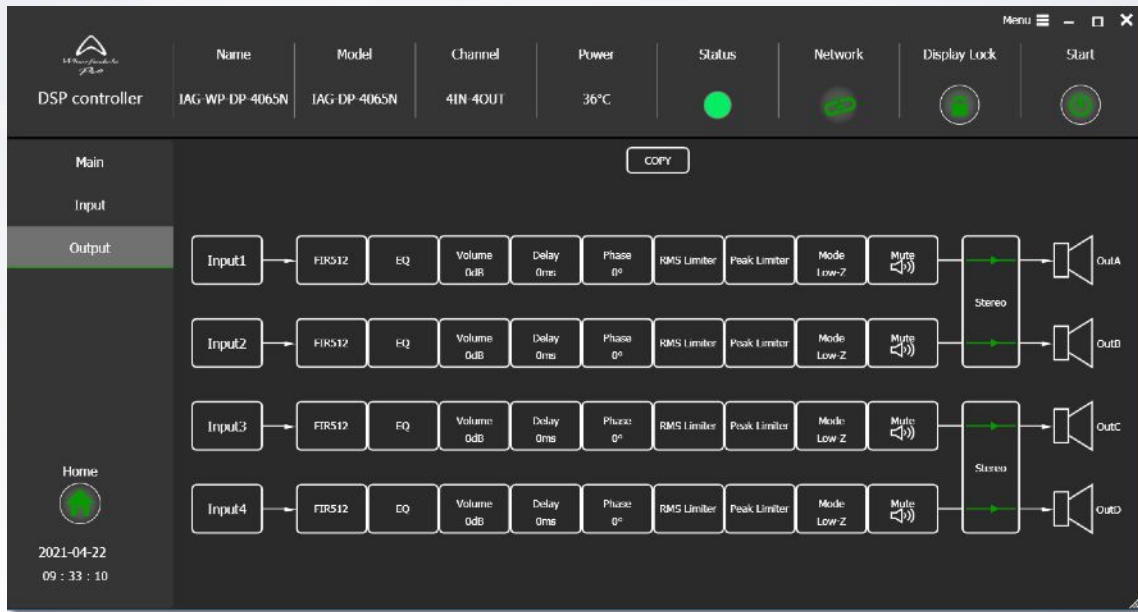 Menu
Wharfedale
Pro
DSP controller
Name
Model
Channel
Power
Status
Network
Display Lock
Start
IAG-WP-DP-4065N
IAG-DP-4065N
4IN-4OUT
36°C
Main
Input
Output
COPY
Input1
FIR512
EQ
Volume
0dB
Delay
0ms
Phase
0°
RMS Limiter
Peak Limiter
Mode
Low-Z
Mute
OutA
Stereo
Input2
FIR512
EQ
Volume
0dB
Delay
0ms
Phase
0°
RMS Limiter
Peak Limiter
Mode
Low-Z
Mute
OutB
Input3
FIR512
EQ
Volume
0dB
Delay
0ms
Phase
0°
RMS Limiter
Peak Limiter
Mode
Low-Z
Mute
OutC
Stereo
Input4
FIR512
EQ
Volume
0dB
Delay
0ms
Phase
0°
RMS Limiter
Peak Limiter
Mode
Low-Z
Mute
OutD
Home
2021-04-22
09 : 33 : 10